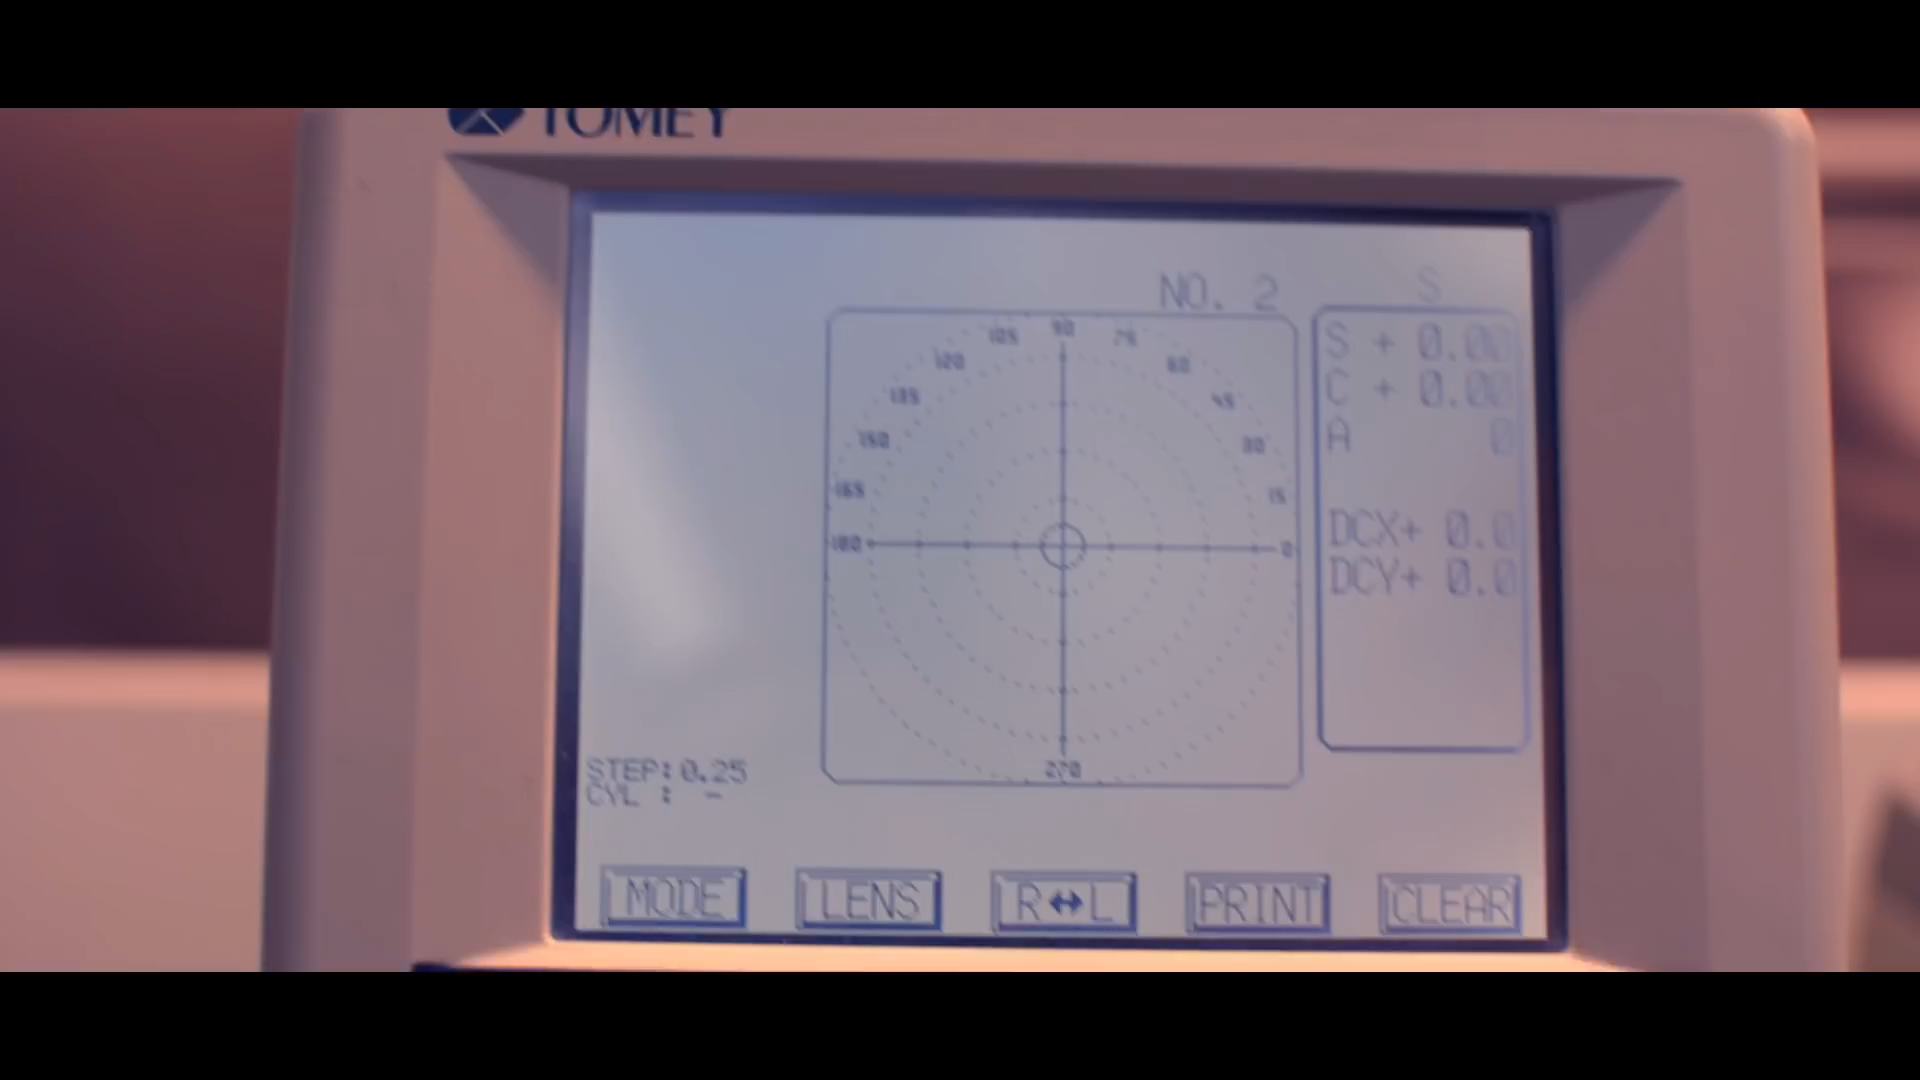 TOMEY
NO. 2
S
S + 0.00
C + 0.00
A 0
DCX+ 0.0
DCY+ 0.0
90
105
75
120
60
135
45
150
30
165
15
180
0
270
STEP:0.25
CYL : -
MODE
LENS
R↔L
PRINT
CLEAR